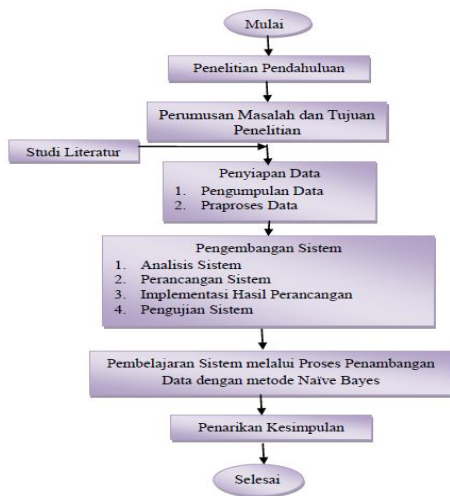 Mulai
Penelitian Pendahuluan
Perumusan Masalah dan Tujuan
Penelitian
Studi Literatur
Penyiapan Data
1. Pengumpulan Data
2. Praproses Data
Pengembangan Sistem
1. Analisis Sistem
2. Perancangan Sistem
3. Implementasi Hasil Perancangan
4. Pengujian Sistem
Pembelajaran Sistem melalui Proses Penambangan
Data dengan metode Naïve Bayes
Penarikan Kesimpulan
Selesai